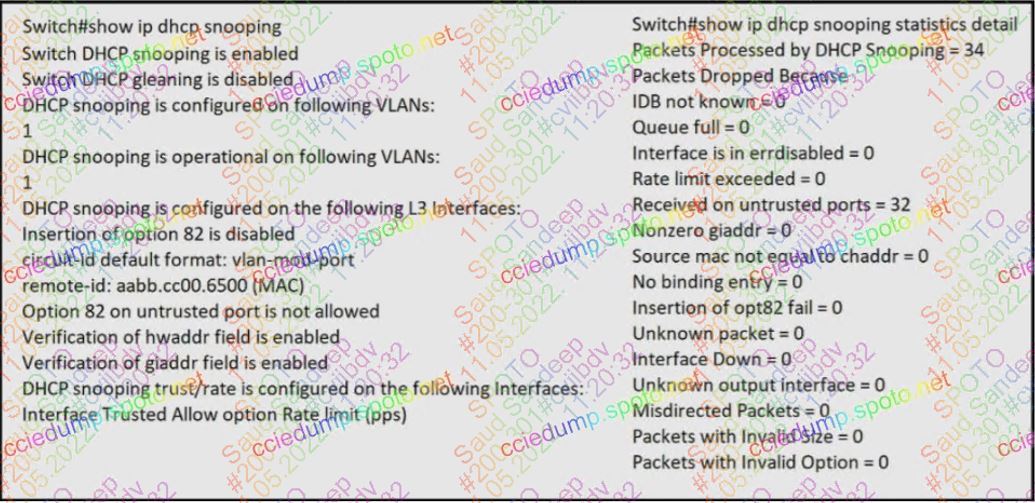 Switch#show ip dhcp snooping
Switch DHCP snooping is enabled
Switch DHCP gleaning is disabled
DHCP snooping is configured on following VLANs:
1
DHCP snooping is operational on following VLANs:
1
DHCP snooping is configured on the following L3 Interfaces:
Insertion of option 82 is disabled
circuit-id default format: vlan-mod-port
remote-id: aabb.cc00.6500 (MAC)
Option 82 on untrusted port is not allowed
Verification of hwaddr field is enabled
Verification of giaddr field is enabled
DHCP snooping trust/rate is configured on the following Interfaces:
Interface Trusted Allow option Rate limit (pps)
Switch#show ip dhcp snooping statistics detail
Packets Processed by DHCP Snooping = 34
Packets Dropped Because
IDB not known = 0
Queue full = 0
Interface is in errdisabled = 0
Rate limit exceeded = 0
Received on untrusted ports = 32
Nonzero giaddr = 0
Source mac not equal to chaddr = 0
No binding entry = 0
Insertion of opt82 fail = 0
Unknown packet = 0
Interface Down = 0
Unknown output interface = 0
Misdirected Packets = 0
Packets with Invalid Size = 0
Packets with Invalid Option = 0
cciedump.spoto.net